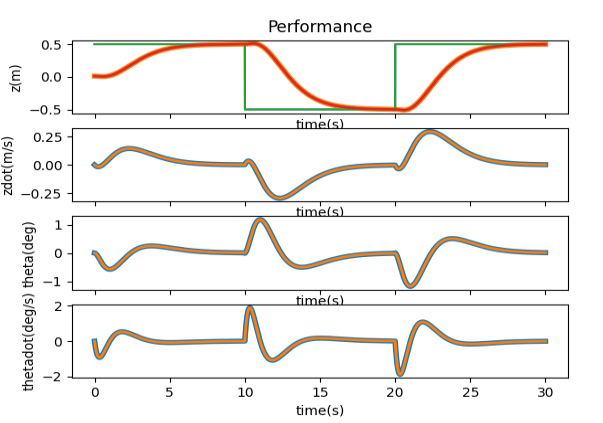 Performance
z(m)
0.5
0.0
−0.5
time(s)
zdot(m/s)
0.25
0.00
−0.25
time(s)
theta(deg)
1
0
−1
time(s)
thetadot(deg/s)
2
0
−2
0 5 10 15 20 25 30
time(s)